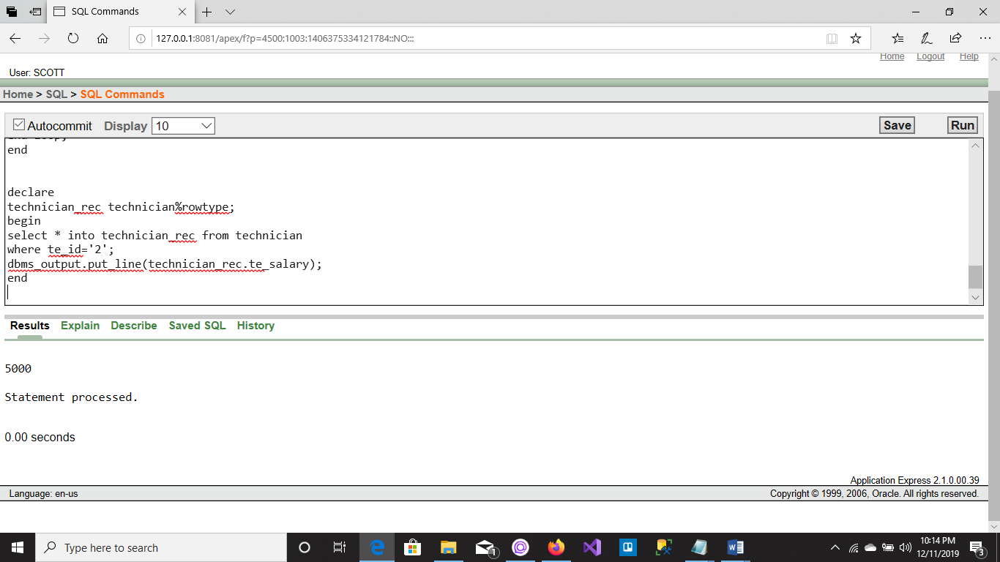 SQL Commands
127.0.0.1:8081/apex/f?p=4500:1003:1406375334121784::NO:::
Home Logout Help
User: SCOTT
Home > SQL > SQL Commands
Autocommit Display 10 Save Run
end loop;
end
declare
technician_rec technician%rowtype;
begin
select * into technician_rec from technician
where te_id='2';
dbms_output.put_line(technician_rec.te_salary);
end
Results Explain Describe Saved SQL History
5000
Statement processed.
0.00 seconds
Application Express 2.1.0.00.39
Language: en-us Copyright © 1999, 2006, Oracle. All rights reserved.
Type here to search
1
10:14 PM
12/11/2019
3